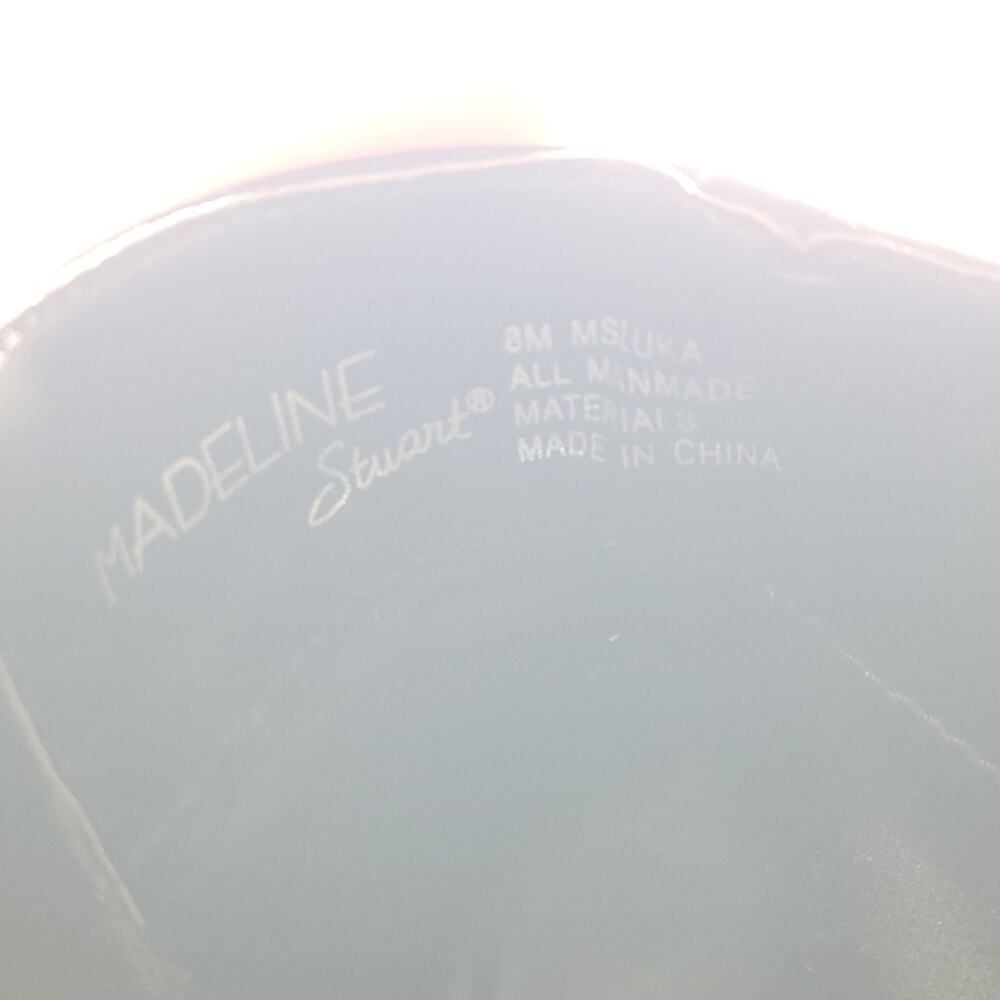 MADELINE
Stuart®
8M MSLUKA
ALL MANMADE
MATERIALS
MADE IN CHINA